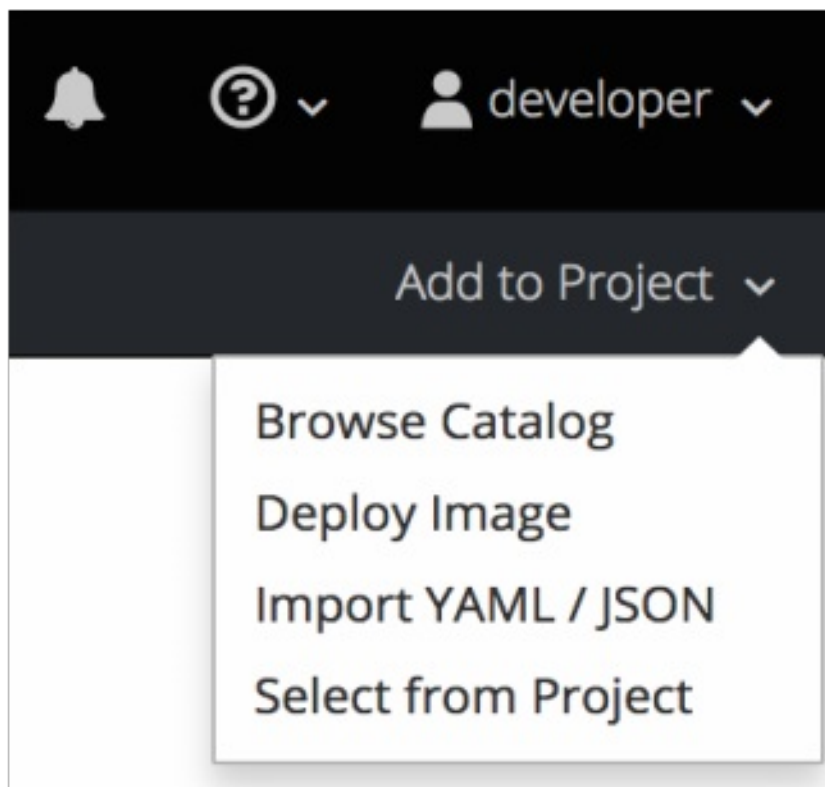 developer
Add to Project
Browse Catalog
Deploy Image
Import YAML / JSON
Select from Project